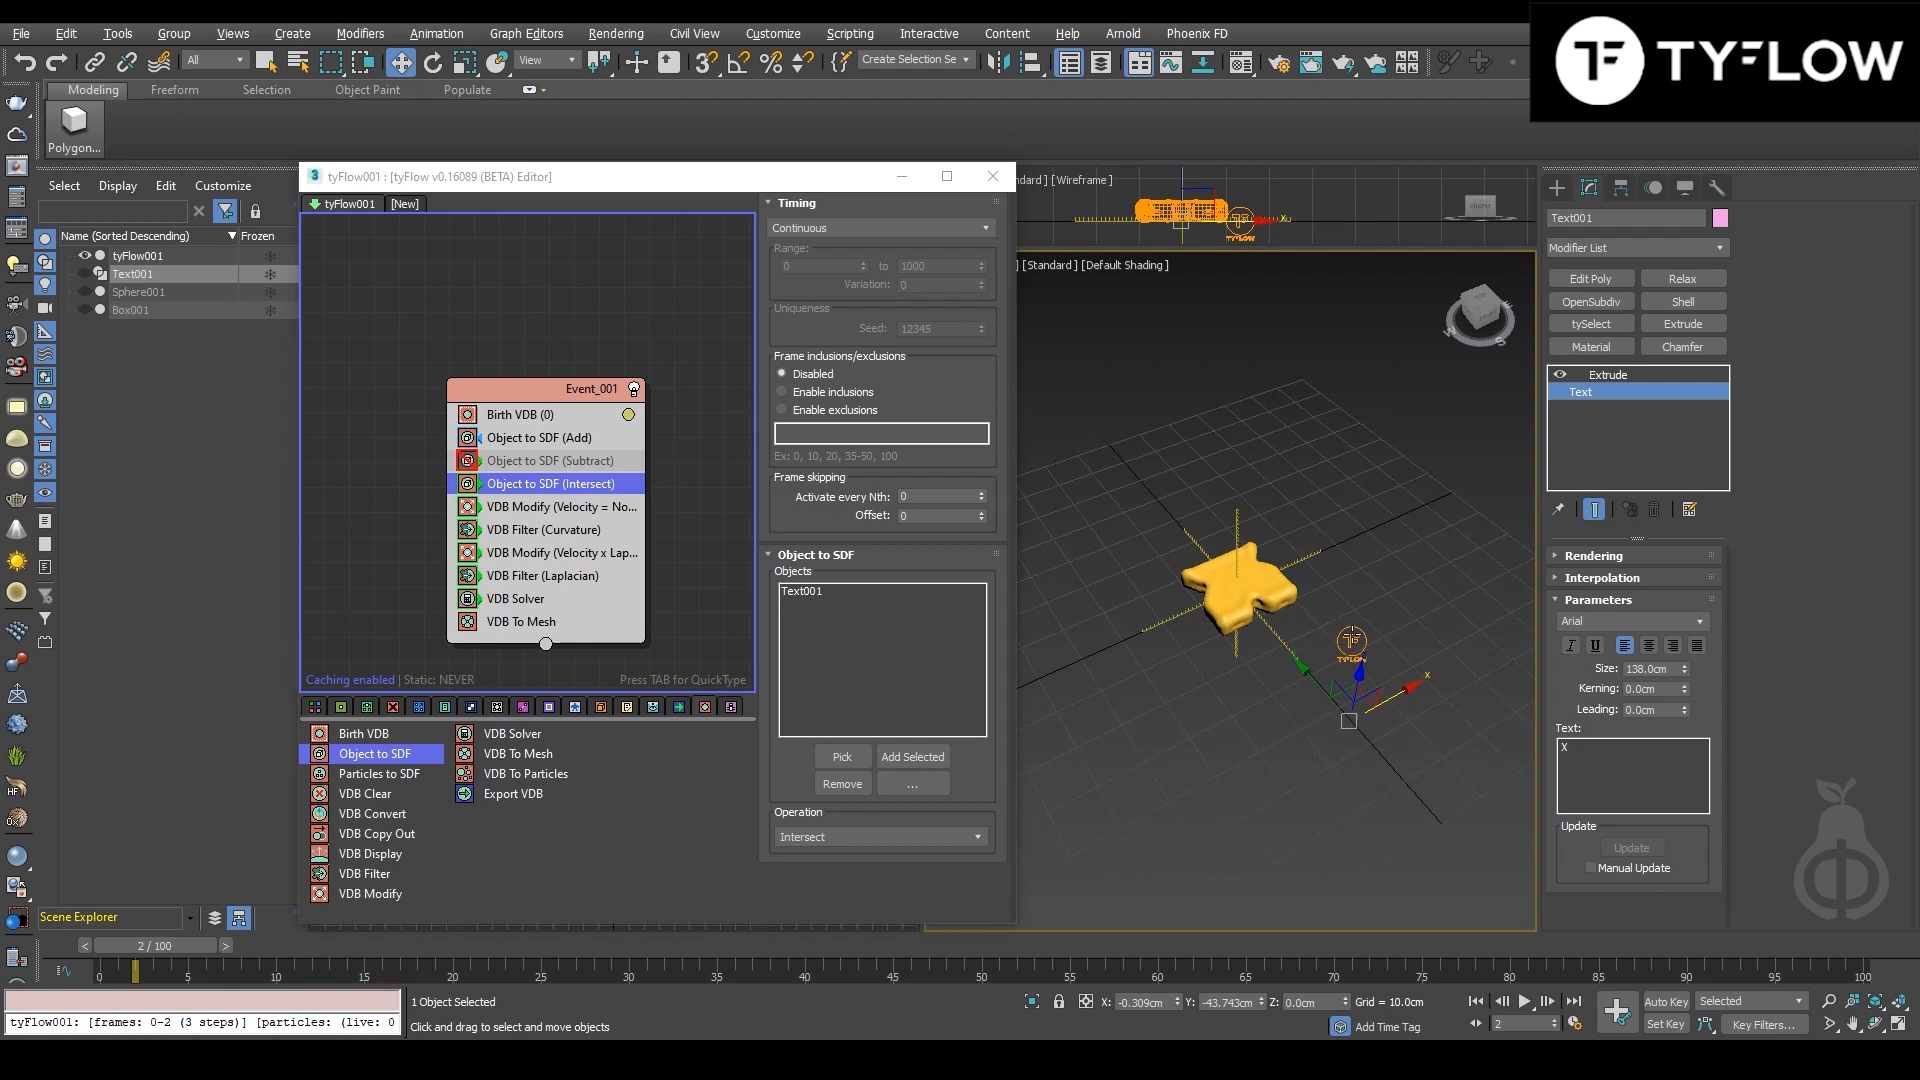 File Edit Tools Group Views Create Modifiers Animation Rendering Graph Editors Civil View Customize Scripting Interactive Content Help Arnold Phoenix FD
TYFLOW
All View Create Selection Se
Modeling Freeform Selection Object Paint Populate
Polygon...
Select Display Edit Customize
Name (Sorted Descending) Frozen
tyFlow001
Text001
Sphere001
Box001
3 tyFlow001 : [tyFlow v0.16089 (BETA) Editor]
tyFlow001 [New]
Event_001
Birth VDB (0)
Object to SDF (Add)
Object to SDF (Subtract)
Object to SDF (Intersect)
VDB Modify (Velocity = No...
VDB Filter (Curvature)
VDB Modify (Velocity x Lap...
VDB Filter (Laplacian)
VDB Solver
VDB To Mesh
Caching enabled | Static: NEVER Press TAB for QuickType
Birth VDB VDB Solver
Object to SDF VDB To Mesh
Particles to SDF VDB To Particles
VDB Clear Export VDB
VDB Convert
VDB Copy Out
VDB Display
VDB Filter
VDB Modify
Timing
Continuous
Range:
0 to 1000
Variation: 0
Uniqueness
Seed: 12345
Frame inclusions/exclusions
Disabled
Enable inclusions
Enable exclusions
Ex: 0, 10, 20, 35-50, 100
Frame skipping
Activate every Nth: 0
Offset: 0
Object to SDF
Objects
Text001
Pick Add Selected
Remove ...
Operation
Intersect
ndard ] [Wireframe ]
FRONT
TYFLOW
] [Standard ] [Default Shading ]
TYFLOW
x
Text001
Modifier List
Edit Poly Relax
OpenSubdiv Shell
tySelect Extrude
Material Chamfer
Extrude
Text
Rendering
Interpolation
Parameters
Arial
I U
Size: 138.0cm
Kerning: 0.0cm
Leading: 0.0cm
Text:
X
Update
Update
Manual Update
Scene Explorer
< 2 / 100 >
0 5 10 15 20 25 30 35 40 45 50 55 60 65 70 75 80 85 90 95 100
tyFlow001: [frames: 0-2 (3 steps)] [particles: (live: 0
1 Object Selected
Click and drag to select and move objects
X: -0.309cm Y: -43.743cm Z: 0.0cm Grid = 10.0cm
Add Time Tag
2
Auto Key Selected
Set Key Key Filters...